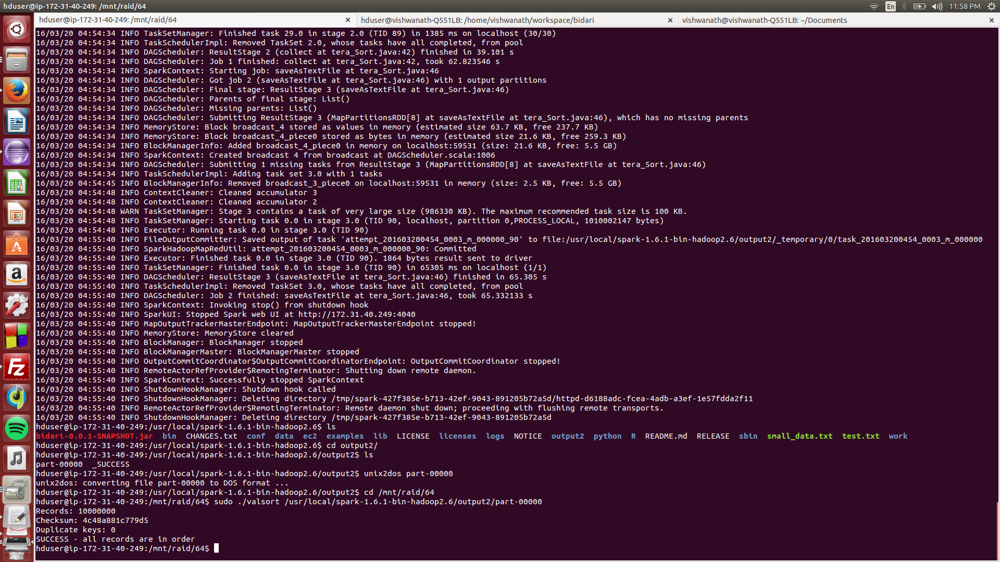 hduser@ip-172-31-40-249: /mnt/raid/64
En
11:58 PM
hduser@ip-172-31-40-249: /mnt/raid/64 × hduser@vishwanath-Q551LB: /home/vishwanath/workspace/bidari × vishwanath@vishwanath-Q551LB: ~/Documents ×
16/03/20 04:54:34 INFO TaskSetManager: Finished task 29.0 in stage 2.0 (TID 89) in 1385 ms on localhost (30/30)
16/03/20 04:54:34 INFO TaskSchedulerImpl: Removed TaskSet 2.0, whose tasks have all completed, from pool
16/03/20 04:54:34 INFO DAGScheduler: ResultStage 2 (collect at tera_Sort.java:42) finished in 39.101 s
16/03/20 04:54:34 INFO DAGScheduler: Job 1 finished: collect at tera_Sort.java:42, took 62.823546 s
16/03/20 04:54:34 INFO SparkContext: Starting job: saveAsTextFile at tera_Sort.java:46
16/03/20 04:54:34 INFO DAGScheduler: Got job 2 (saveAsTextFile at tera_Sort.java:46) with 1 output partitions
16/03/20 04:54:34 INFO DAGScheduler: Final stage: ResultStage 3 (saveAsTextFile at tera_Sort.java:46)
16/03/20 04:54:34 INFO DAGScheduler: Parents of final stage: List()
16/03/20 04:54:34 INFO DAGScheduler: Missing parents: List()
16/03/20 04:54:34 INFO DAGScheduler: Submitting ResultStage 3 (MapPartitionsRDD[8] at saveAsTextFile at tera_Sort.java:46), which has no missing parents
16/03/20 04:54:34 INFO MemoryStore: Block broadcast_4 stored as values in memory (estimated size 63.7 KB, free 237.7 KB)
16/03/20 04:54:34 INFO MemoryStore: Block broadcast_4_piece0 stored as bytes in memory (estimated size 21.6 KB, free 259.3 KB)
16/03/20 04:54:34 INFO BlockManagerInfo: Added broadcast_4_piece0 in memory on localhost:59531 (size: 21.6 KB, free: 5.5 GB)
16/03/20 04:54:34 INFO SparkContext: Created broadcast 4 from broadcast at DAGScheduler.scala:1006
16/03/20 04:54:34 INFO DAGScheduler: Submitting 1 missing tasks from ResultStage 3 (MapPartitionsRDD[8] at saveAsTextFile at tera_Sort.java:46)
16/03/20 04:54:34 INFO TaskSchedulerImpl: Adding task set 3.0 with 1 tasks
16/03/20 04:54:45 INFO BlockManagerInfo: Removed broadcast_3_piece0 on localhost:59531 in memory (size: 2.5 KB, free: 5.5 GB)
16/03/20 04:54:48 INFO ContextCleaner: Cleaned accumulator 3
16/03/20 04:54:48 INFO ContextCleaner: Cleaned accumulator 2
16/03/20 04:54:48 WARN TaskSetManager: Stage 3 contains a task of very large size (986330 KB). The maximum recommended task size is 100 KB.
16/03/20 04:54:48 INFO TaskSetManager: Starting task 0.0 in stage 3.0 (TID 90, localhost, partition 0,PROCESS_LOCAL, 1010002147 bytes)
16/03/20 04:54:48 INFO Executor: Running task 0.0 in stage 3.0 (TID 90)
16/03/20 04:55:40 INFO FileOutputCommitter: Saved output of task 'attempt_201603200454_0003_m_000000_90' to file:/usr/local/spark-1.6.1-bin-hadoop2.6/output2/_temporary/0/task_201603200454_0003_m_000000
16/03/20 04:55:40 INFO SparkHadoopMapRedUtil: attempt_201603200454_0003_m_000000_90: Committed
16/03/20 04:55:40 INFO Executor: Finished task 0.0 in stage 3.0 (TID 90). 1864 bytes result sent to driver
16/03/20 04:55:40 INFO TaskSetManager: Finished task 0.0 in stage 3.0 (TID 90) in 65305 ms on localhost (1/1)
16/03/20 04:55:40 INFO DAGScheduler: ResultStage 3 (saveAsTextFile at tera_Sort.java:46) finished in 65.305 s
16/03/20 04:55:40 INFO TaskSchedulerImpl: Removed TaskSet 3.0, whose tasks have all completed, from pool
16/03/20 04:55:40 INFO DAGScheduler: Job 2 finished: saveAsTextFile at tera_Sort.java:46, took 65.332133 s
16/03/20 04:55:40 INFO SparkContext: Invoking stop() from shutdown hook
16/03/20 04:55:40 INFO SparkUI: Stopped Spark web UI at http://172.31.40.249:4040
16/03/20 04:55:40 INFO MapOutputTrackerMasterEndpoint: MapOutputTrackerMasterEndpoint stopped!
16/03/20 04:55:40 INFO MemoryStore: MemoryStore cleared
16/03/20 04:55:40 INFO BlockManager: BlockManager stopped
16/03/20 04:55:40 INFO BlockManagerMaster: BlockManagerMaster stopped
16/03/20 04:55:40 INFO OutputCommitCoordinator$OutputCommitCoordinatorEndpoint: OutputCommitCoordinator stopped!
16/03/20 04:55:40 INFO RemoteActorRefProvider$RemotingTerminator: Shutting down remote daemon.
16/03/20 04:55:40 INFO SparkContext: Successfully stopped SparkContext
16/03/20 04:55:40 INFO ShutdownHookManager: Shutdown hook called
16/03/20 04:55:40 INFO ShutdownHookManager: Deleting directory /tmp/spark-427f385e-b713-42ef-9043-891205b72a5d/httpd-d6188adc-fcea-4adb-a3ef-1e57fdda2f11
16/03/20 04:55:40 INFO RemoteActorRefProvider$RemotingTerminator: Remote daemon shut down; proceeding with flushing remote transports.
16/03/20 04:55:40 INFO ShutdownHookManager: Deleting directory /tmp/spark-427f385e-b713-42ef-9043-891205b72a5d
hduser@ip-172-31-40-249:/usr/local/spark-1.6.1-bin-hadoop2.6$ ls
bidari-0.0.1-SNAPSHOT.jar bin CHANGES.txt conf data ec2 examples lib LICENSE licenses logs NOTICE output2 python R README.md RELEASE sbin small_data.txt test.txt work
hduser@ip-172-31-40-249:/usr/local/spark-1.6.1-bin-hadoop2.6$ cd output2/
hduser@ip-172-31-40-249:/usr/local/spark-1.6.1-bin-hadoop2.6/output2$ ls
part-00000 _SUCCESS
hduser@ip-172-31-40-249:/usr/local/spark-1.6.1-bin-hadoop2.6/output2$ unix2dos part-00000
unix2dos: converting file part-00000 to DOS format ...
hduser@ip-172-31-40-249:/usr/local/spark-1.6.1-bin-hadoop2.6/output2$ cd /mnt/raid/64
hduser@ip-172-31-40-249:/mnt/raid/64$ sudo ./valsort /usr/local/spark-1.6.1-bin-hadoop2.6/output2/part-00000
Records: 10000000
Checksum: 4c48a881c779d5
Duplicate keys: 0
SUCCESS - all records are in order
hduser@ip-172-31-40-249:/mnt/raid/64$